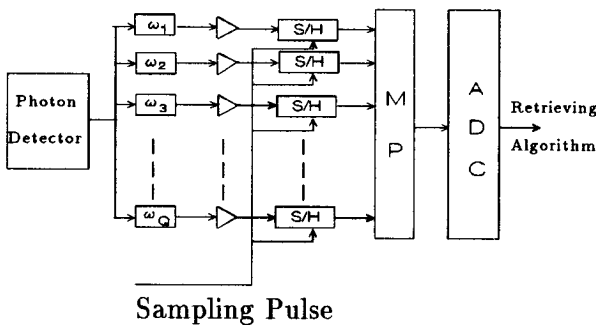 ω1
S/H
ω2
S/H
Photon
Detector
ω3
S/H
M
P
A
D
C
Retrieving
Algorithm
ωQ
S/H
Sampling Pulse